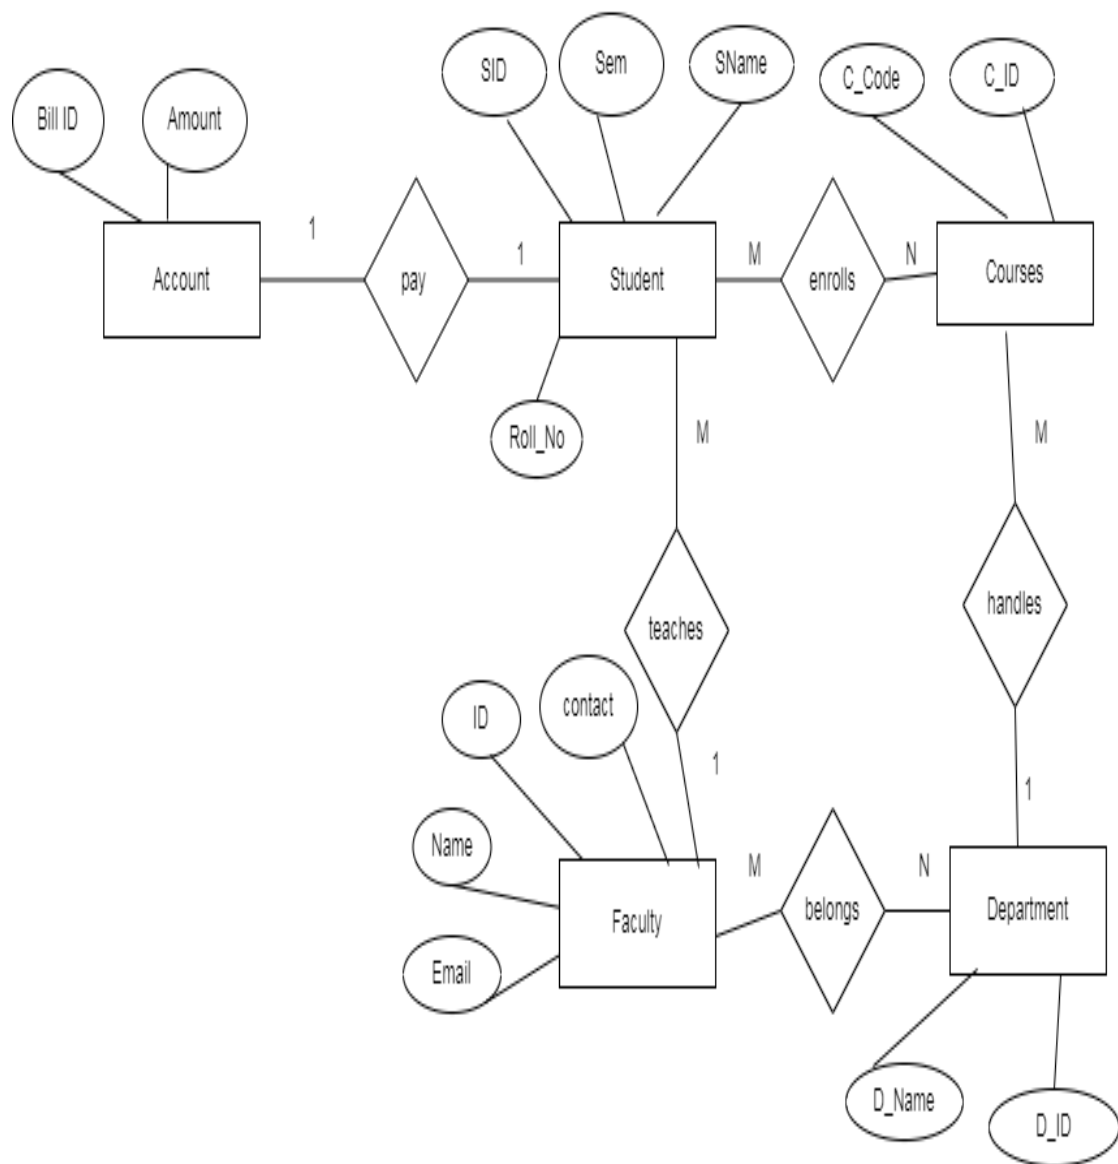 SID
Sem
SName
C_Code
C_ID
Bill ID
Amount
1
1
M
N
Account
pay
Student
enrolls
Courses
Roll_No
M
M
teaches
handles
ID
contact
1
1
Name
M
N
Faculty
belongs
Department
Email
D_Name
D_ID